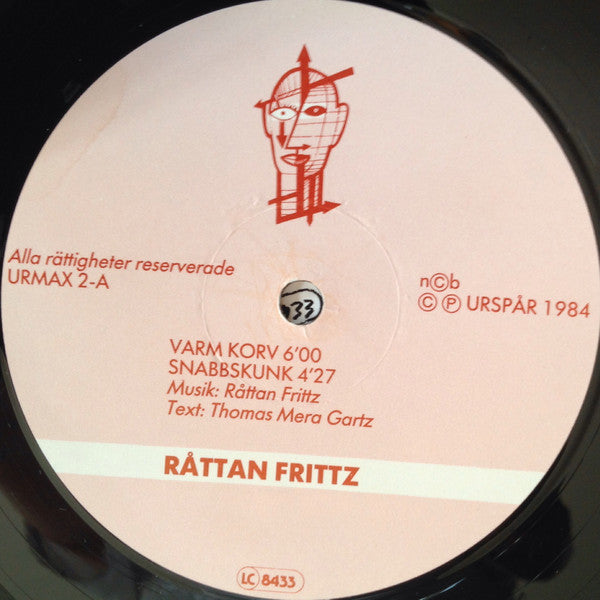 Alla rättigheter reserverade
URMAX 2-A
n©b
© ℗ URSPÅR 1984
33
VARM KORV 6'00
SNABBSKUNK 4'27
Musik: Råttan Frittz
Text: Thomas Mera Gartz
RÅTTAN FRITTZ
LC 8433